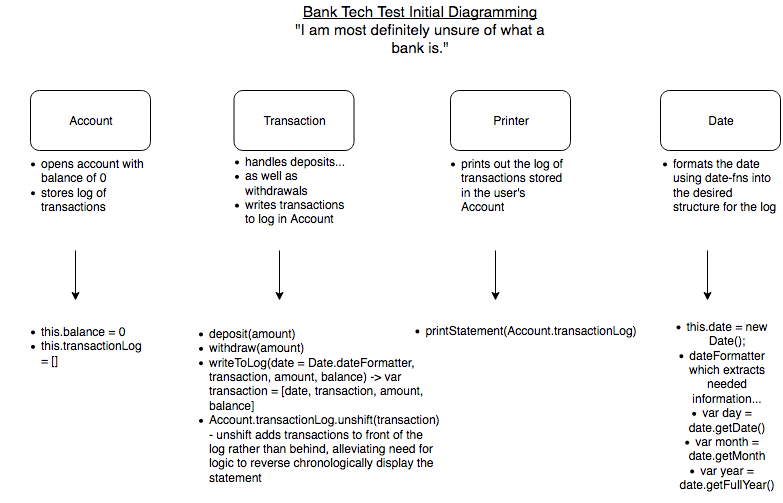 Bank Tech Test Initial Diagramming
"I am most definitely unsure of what a
bank is."
Account
• opens account with
balance of 0
• stores log of
transactions
• this.balance = 0
• this.transactionLog
= []
Transaction
• handles deposits...
• as well as
withdrawals
• writes transactions
to log in Account
• deposit(amount)
• withdraw(amount)
• writeToLog(date = Date.dateFormatter,
transaction, amount, balance) -> var
transaction = [date, transaction, amount,
balance]
• Account.transactionLog.unshift(transaction)
- unshift adds transactions to front of the
log rather than behind, alleviating need for
logic to reverse chronologically display the
statement
Printer
• prints out the log of
transactions stored
in the user's
Account
• printStatement(Account.transactionLog)
Date
• formats the date
using date-fns into
the desired
structure for the log
• this.date = new
Date();
• dateFormatter
which extracts
needed
information...
• var day =
date.getDate()
• var month =
date.getMonth
• var year =
date.getFullYear()